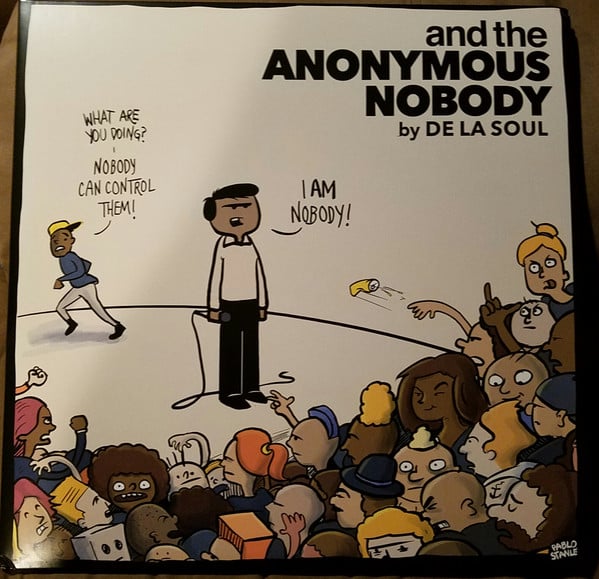 and the
ANONYMOUS
NOBODY
by DE LA SOUL
WHAT ARE
YOU DOING?
NOBODY
CAN CONTROL
THEM!
I AM
NOBODY!
PABLO
STANLEY